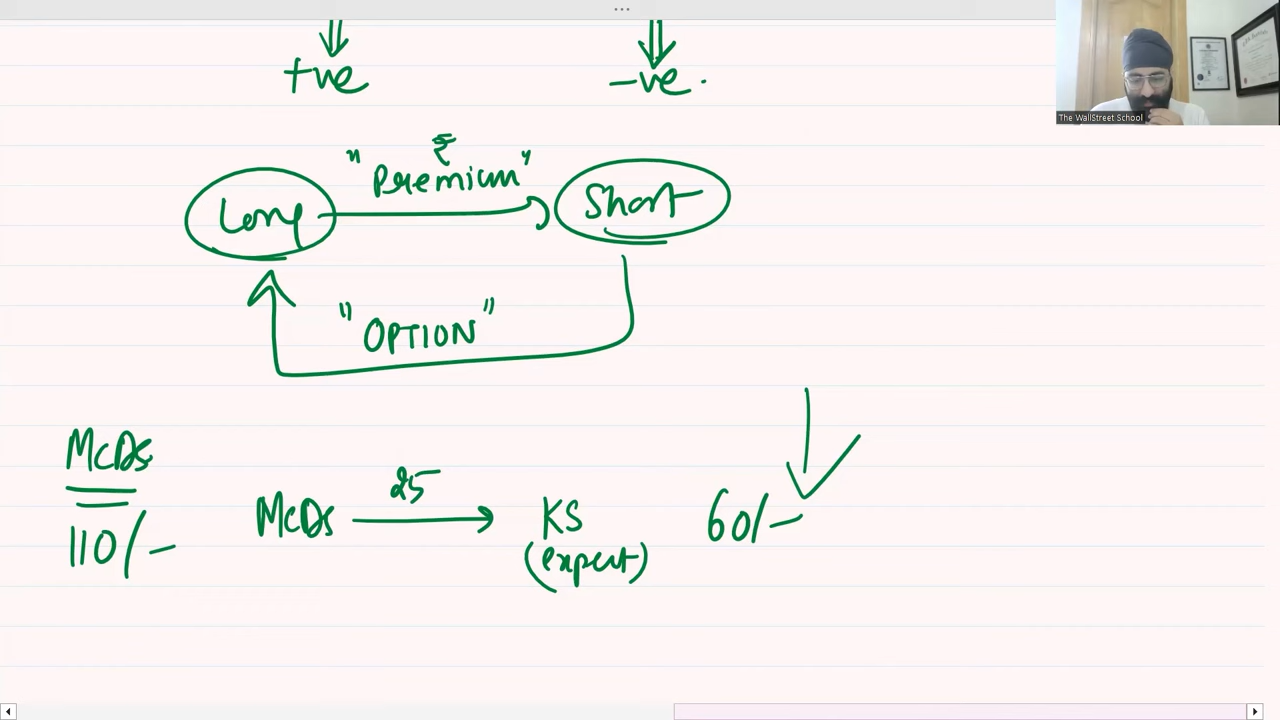 +ve
-ve.
"Premium"
₹
Long
Short
"OPTION"
McDs
110/-
McDs
25
KS
(expert)
60/-
The WallStreet School